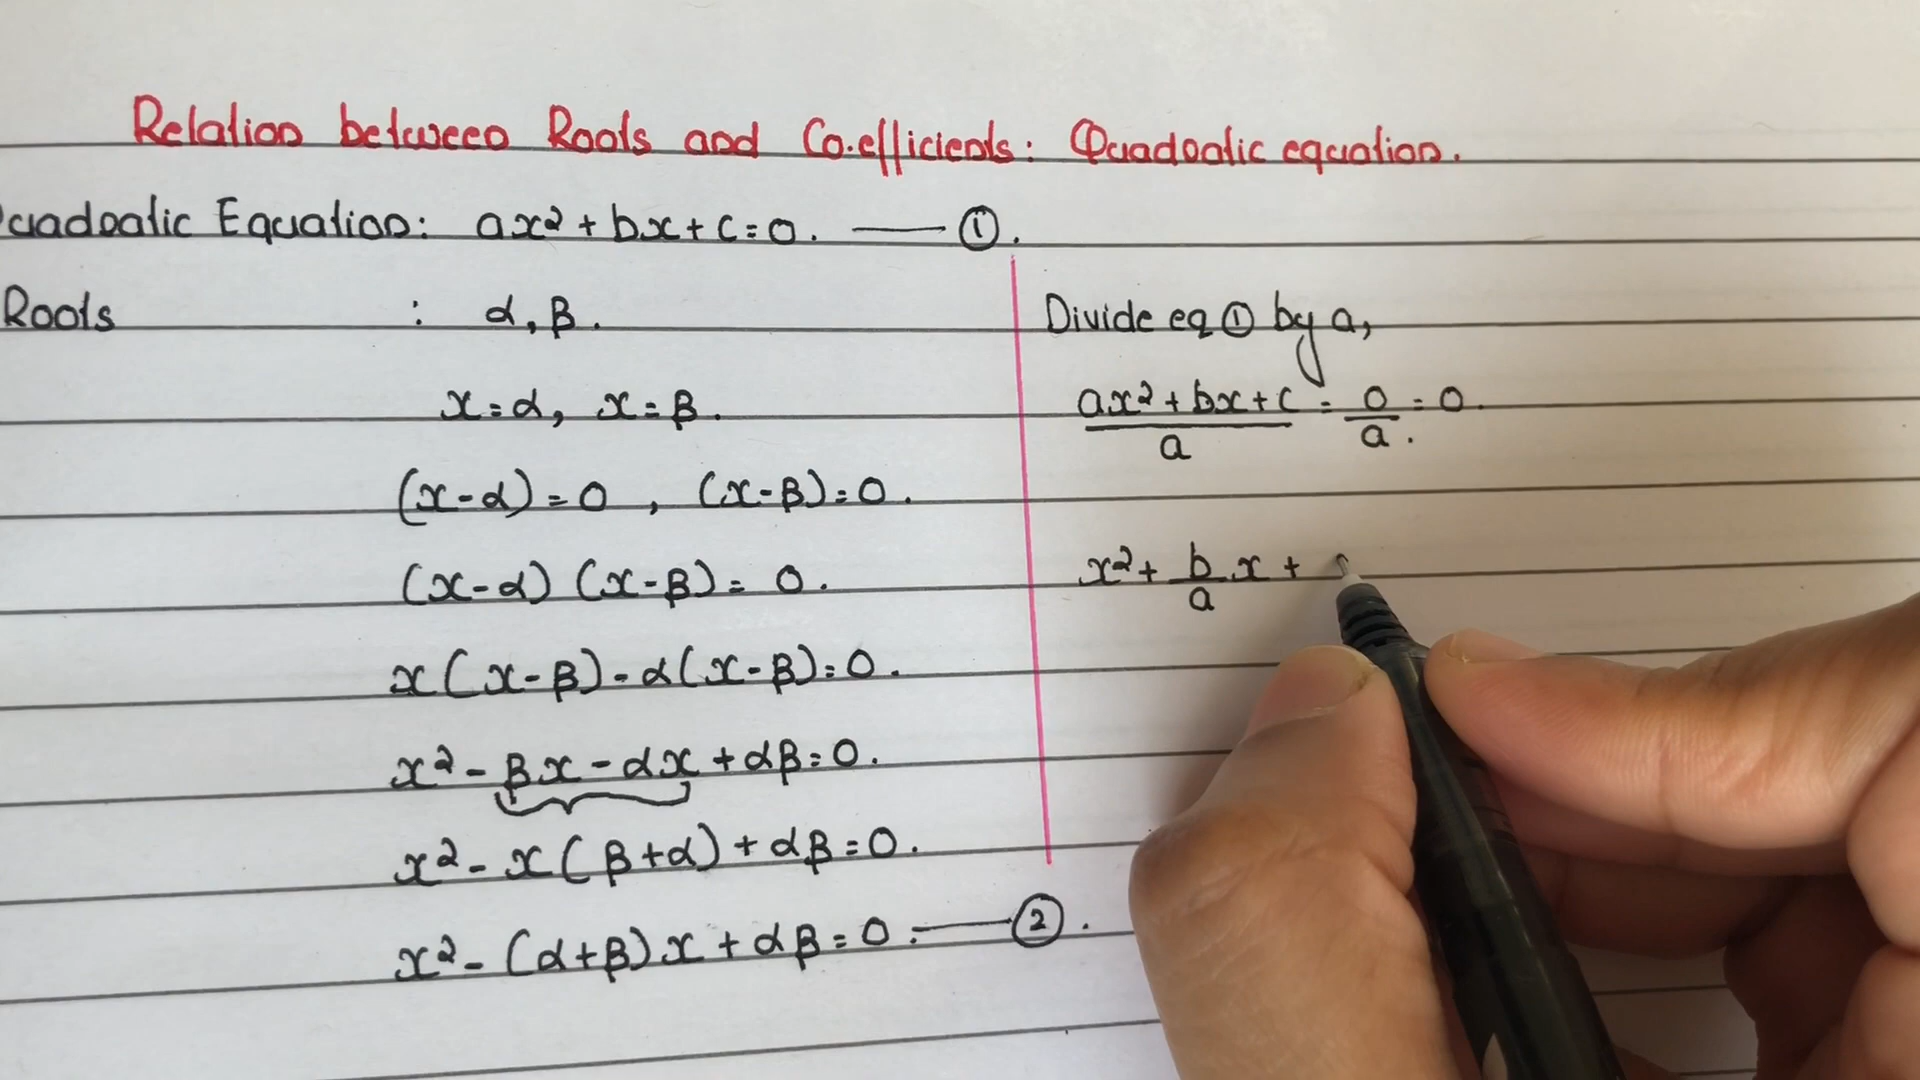 Relation between Roots and Co.efficients: Quadratic equation.
uadratic Equation: ax² + bx + c = 0. —— ①.
Roots : α, β.
x = α, x = β.
(x - α) = 0 , (x - β) = 0.
(x - α) (x - β) = 0.
x (x - β) - α (x - β) = 0.
x² - βx - αx + αβ = 0.
x² - x (β + α) + αβ = 0.
x² - (α + β) x + αβ = 0. —— ②.
Divide eq ① by a,
(ax² + bx + c)/a = 0/a. = 0.
x² + b/a x +